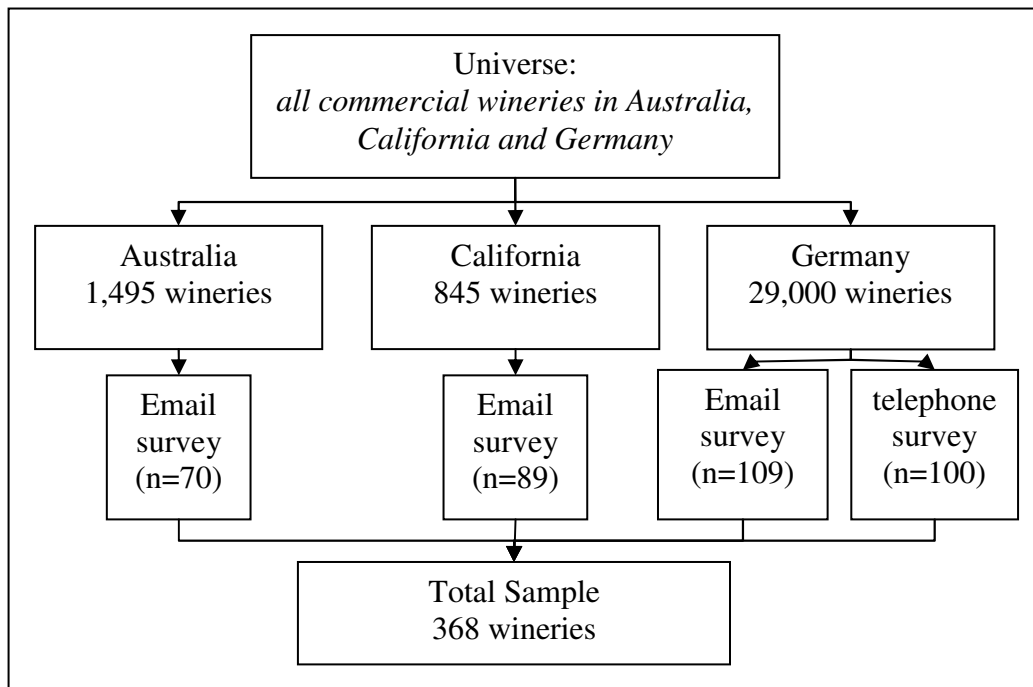 Universe:
all commercial wineries in Australia,
California and Germany
Australia
1,495 wineries
California
845 wineries
Germany
29,000 wineries
Email
survey
(n=70)
Email
survey
(n=89)
Email
survey
(n=109)
telephone
survey
(n=100)
Total Sample
368 wineries